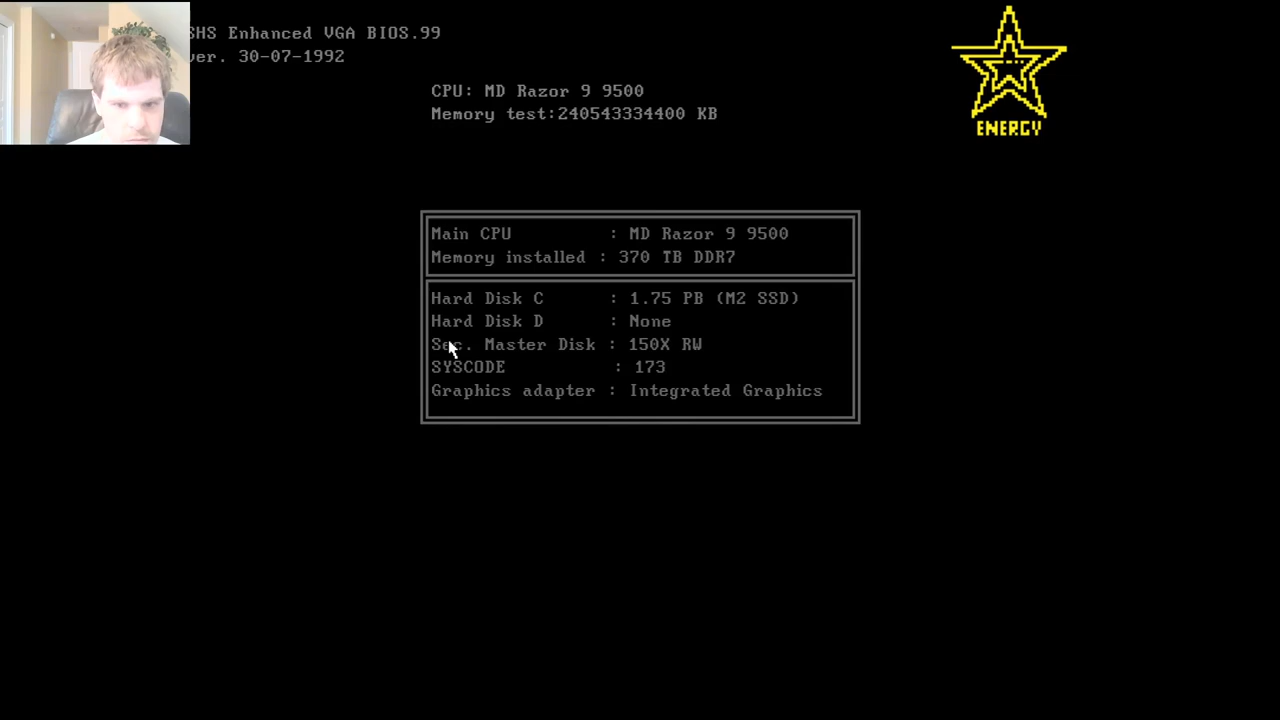 SHS Enhanced VGA BIOS.99
ver. 30-07-1992
ENERGY
CPU: MD Razor 9 9500
Memory test:240543334400 KB
Main CPU : MD Razor 9 9500
Memory installed : 370 TB DDR7
Hard Disk C : 1.75 PB (M2 SSD)
Hard Disk D : None
Sec. Master Disk : 150X RW
SYSCODE : 173
Graphics adapter : Integrated Graphics